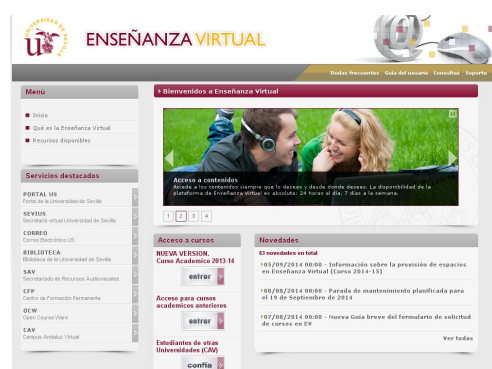 ENSEÑANZA VIRTUAL
Dudas frecuentes Guía del usuario Consultas Soporte
Menú
Inicio
Qué es la Enseñanza Virtual
Recursos disponibles
Servicios destacados
PORTAL US
Portal de la Universidad de Sevilla
SEVIUS
Secretaría virtual Universidad de Sevilla
CORREO
Correo Electrónico US
BIBLIOTECA
Biblioteca de la Universidad de Sevilla
SAV
Secretariado de Recursos Audiovisuales
CFP
Centro de Formación Permanente
OCW
Open Course Ware
CAV
Campus Andaluz Virtual
Bienvenidos a Enseñanza Virtual
Acceso a contenidos
Accede a los contenidos siempre que lo desees y desde donde desees. La disponibilidad de la
plataforma de Enseñanza Virtual es absoluta: 24 horas al día, 7 días a la semana.
1 2 3 4
Acceso a cursos
NUEVA VERSION.
Curso Academico 2013-14
entrar
Acceso para cursos
academicos anteriores
entrar
Estudiantes de otras
Universidades (CAV)
confía
Novedades
63 novedades en total
05/09/2014 00:00 - Información sobre la provisión de espacios
en Enseñanza Virtual (Curso 2014-15)
08/08/2014 00:00 - Parada de mantenimiento planificada para
el 19 de Septiembre de 2014
07/08/2014 00:00 - Nueva Guía breve del formulario de solicitud
de cursos en EV
Ver todas